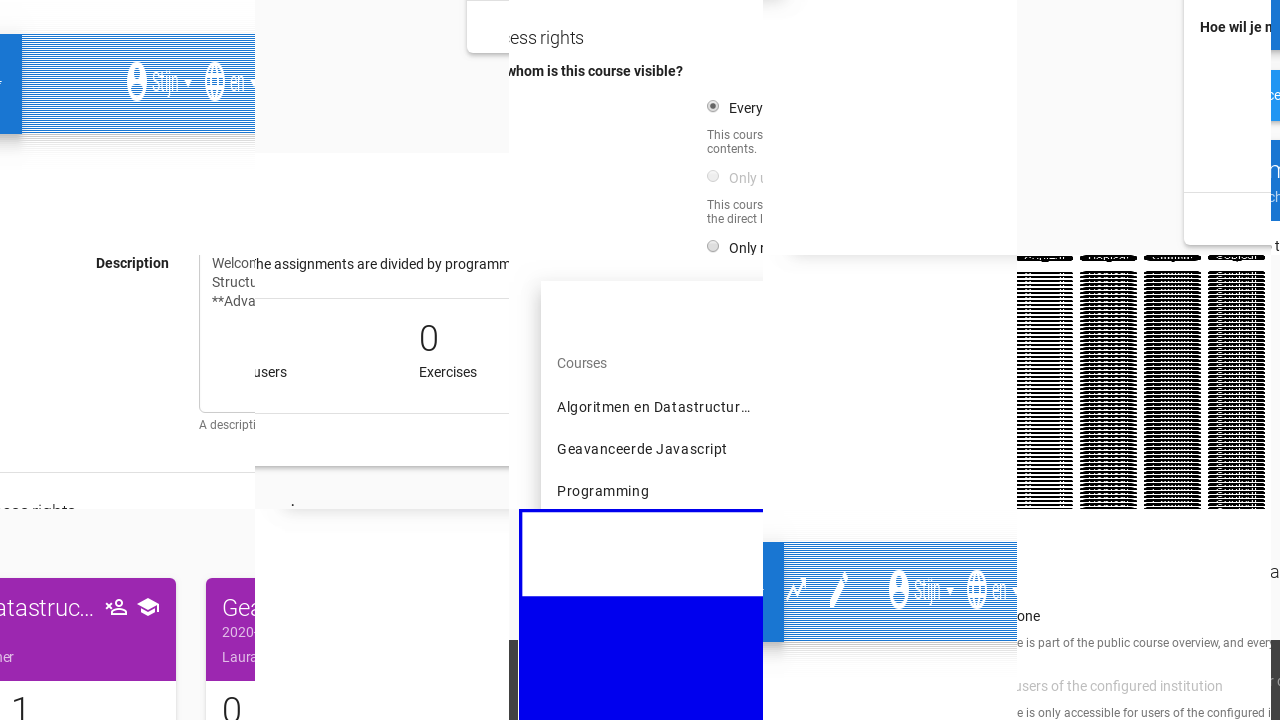 Stijn ▾ en
ess rights
whom is this course visible?
Every
This cours
contents.
Only u
This cours
the direct l
Only r
Hoe wil je n
ce
ch
t
Description
Welcom
Structu
**Adva
A descripti
he assignments are divided by programm
0
users
Exercises
Courses
Algoritmen en Datastructur…
Geavanceerde Javascript
Programming
atastruc…
ner
1
Gea
2020-
Laura
0
Stijn ▾ en
one
e is part of the public course overview, and every
users of the configured institution
e is only accessible for users of the configured i
a